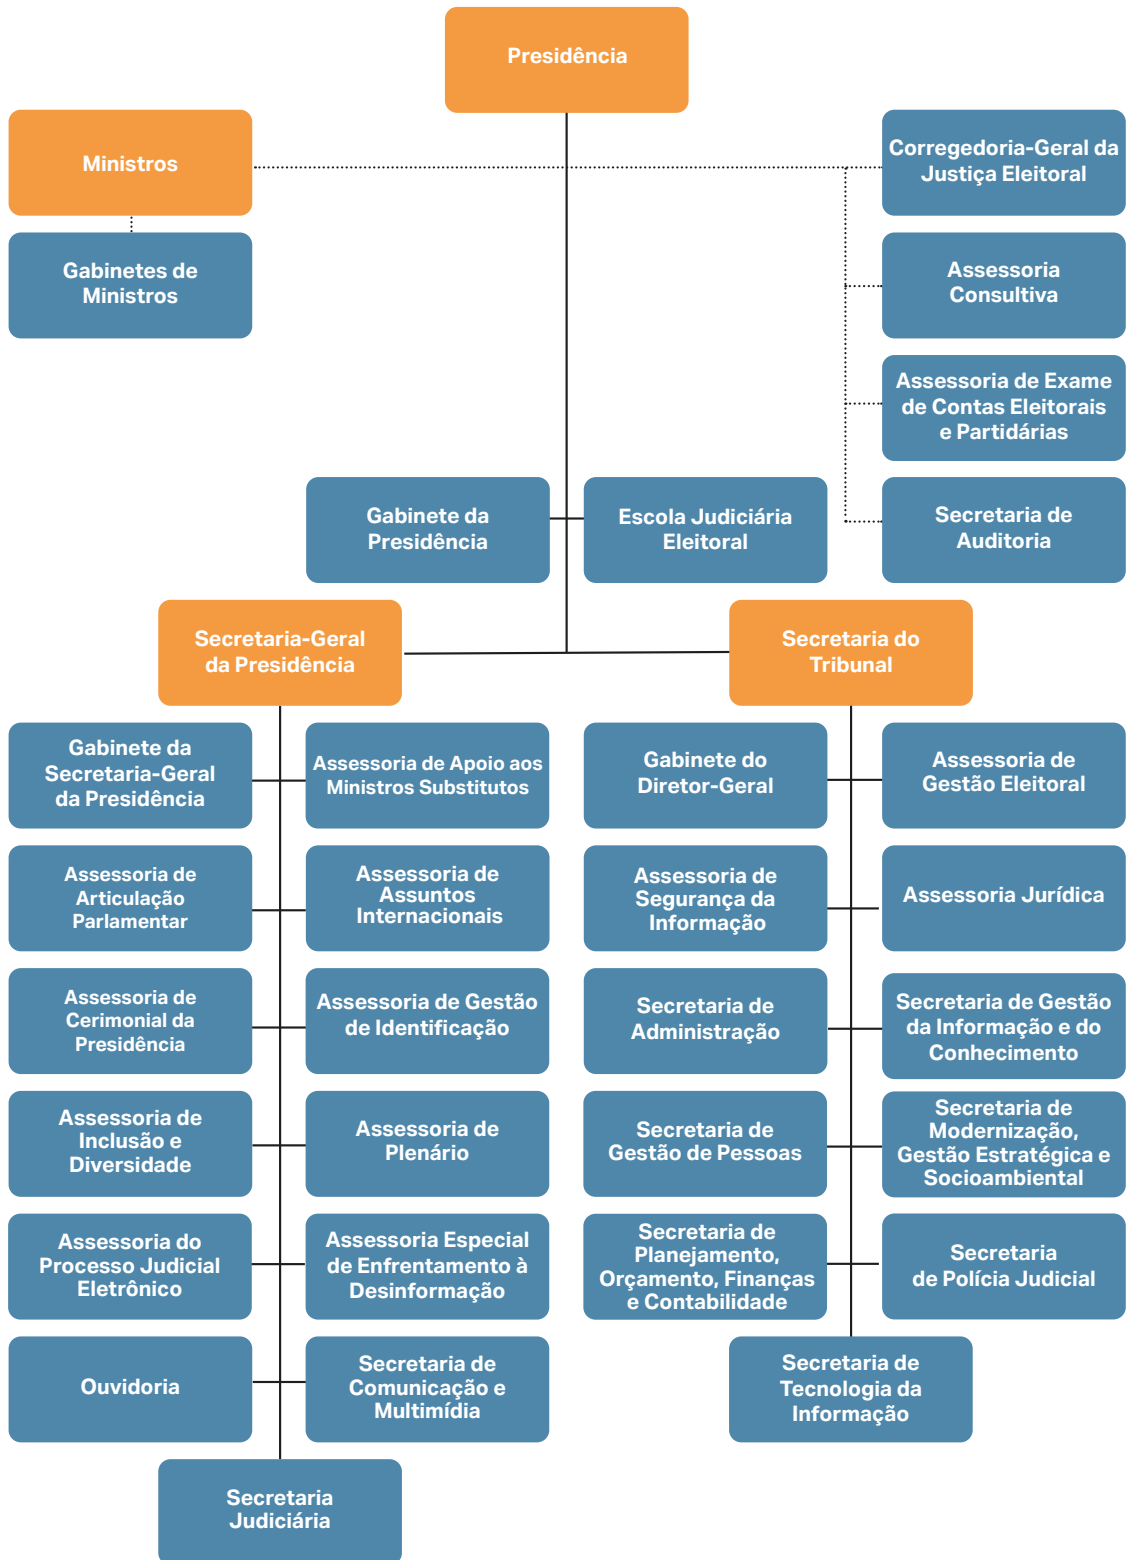 Presidência
Ministros
Corregedoria-Geral da
Justiça Eleitoral
Gabinetes de
Ministros
Assessoria
Consultiva
Assessoria de Exame
de Contas Eleitorais
e Partidárias
Gabinete da
Presidência
Escola Judiciária
Eleitoral
Secretaria de
Auditoria
Secretaria-Geral
da Presidência
Secretaria do
Tribunal
Gabinete da
Secretaria-Geral
da Presidência
Assessoria de Apoio aos
Ministros Substitutos
Gabinete do
Diretor-Geral
Assessoria de
Gestão Eleitoral
Assessoria de
Articulação
Parlamentar
Assessoria de
Assuntos
Internacionais
Assessoria de
Segurança da
Informação
Assessoria Jurídica
Assessoria de
Cerimonial da
Presidência
Assessoria de Gestão
de Identificação
Secretaria de
Administração
Secretaria de Gestão
da Informação e do
Conhecimento
Assessoria de
Inclusão e
Diversidade
Assessoria de
Plenário
Secretaria de
Gestão de Pessoas
Secretaria de
Modernização,
Gestão Estratégica e
Socioambiental
Assessoria do
Processo Judicial
Eletrônico
Assessoria Especial
de Enfrentamento à
Desinformação
Secretaria de
Planejamento,
Orçamento, Finanças
e Contabilidade
Secretaria
de Polícia Judicial
Ouvidoria
Secretaria de
Comunicação e
Multimídia
Secretaria de
Tecnologia da
Informação
Secretaria
Judiciária